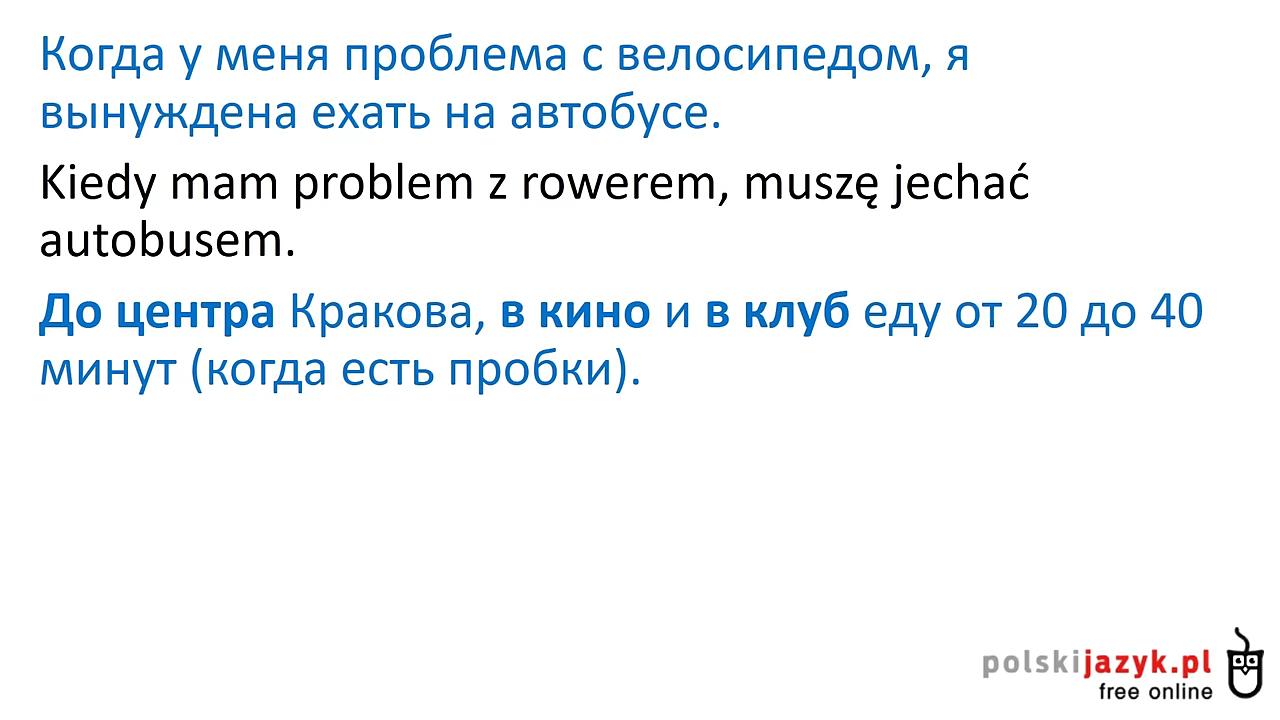 Когда у меня проблема с велосипедом, я
вынуждена ехать на автобусе.
Kiedy mam problem z rowerem, muszę jechać
autobusem.
До центра Кракова, в кино и в клуб еду от 20 до 40
минут (когда есть пробки).
polskijazyk.pl
free online